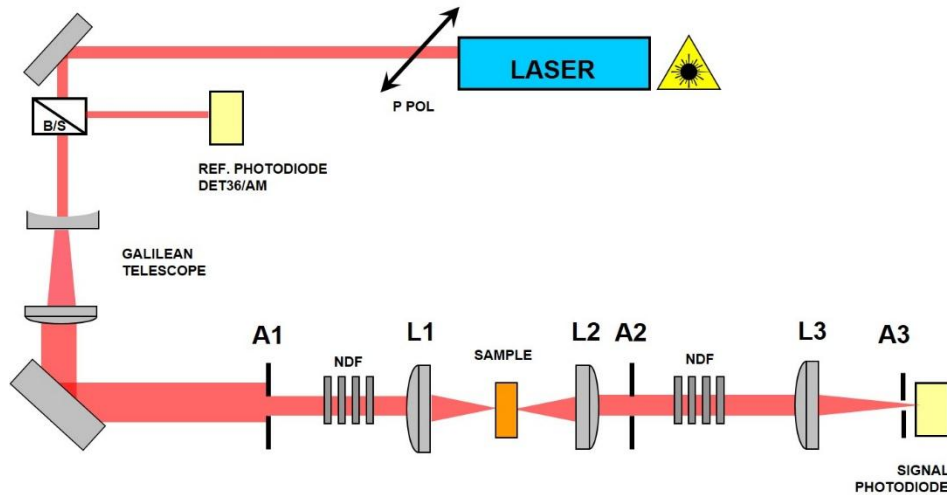 LASER
P POL
B/S
REF. PHOTODIODE
DET36/AM
GALILEAN
TELESCOPE
A1
NDF
L1
SAMPLE
L2
A2
NDF
L3
A3
SIGNAL
PHOTODIODE